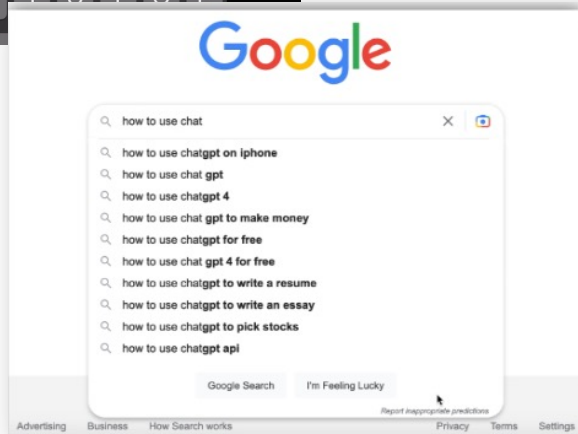 Google
how to use chat
how to use chatgpt on iphone
how to use chat gpt
how to use chatgpt 4
how to use chat gpt to make money
how to use chatgpt for free
how to use chat gpt 4 for free
how to use chatgpt to write a resume
how to use chatgpt to write an essay
how to use chatgpt to pick stocks
how to use chatgpt api
Google Search I'm Feeling Lucky
Report inappropriate predictions
Advertising Business How Search works Privacy Terms Settings